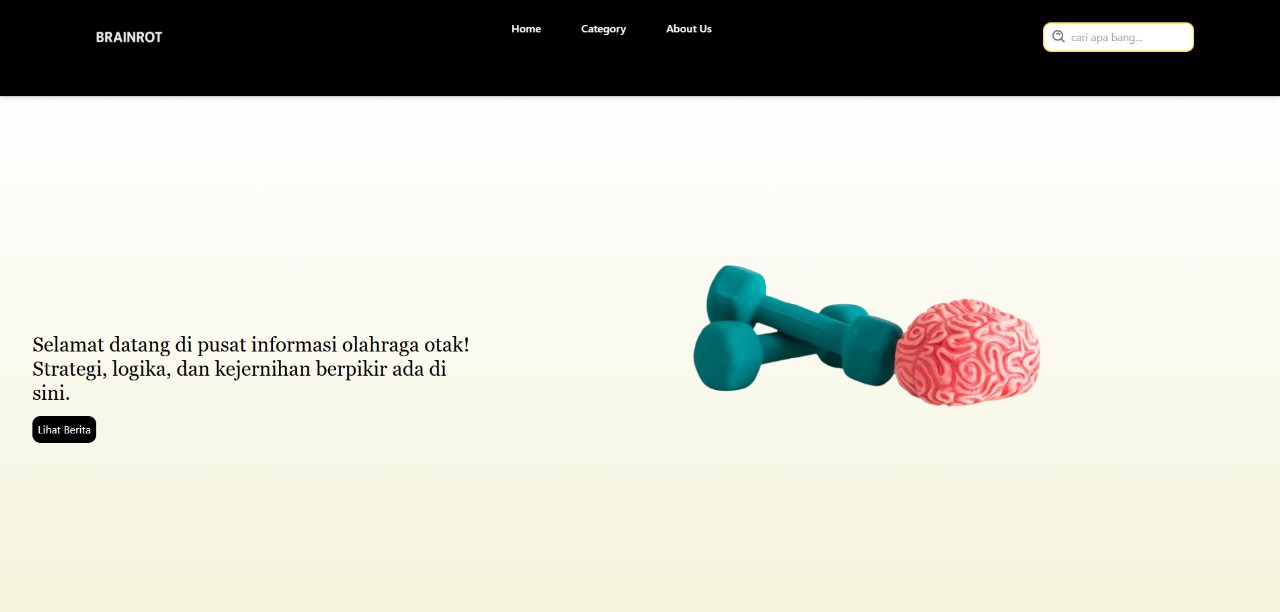 BRAINROT
Home
Category
About Us
cari apa bang...
Selamat datang di pusat informasi olahraga otak!
Strategi, logika, dan kejernihan berpikir ada di
sini.
Lihat Berita